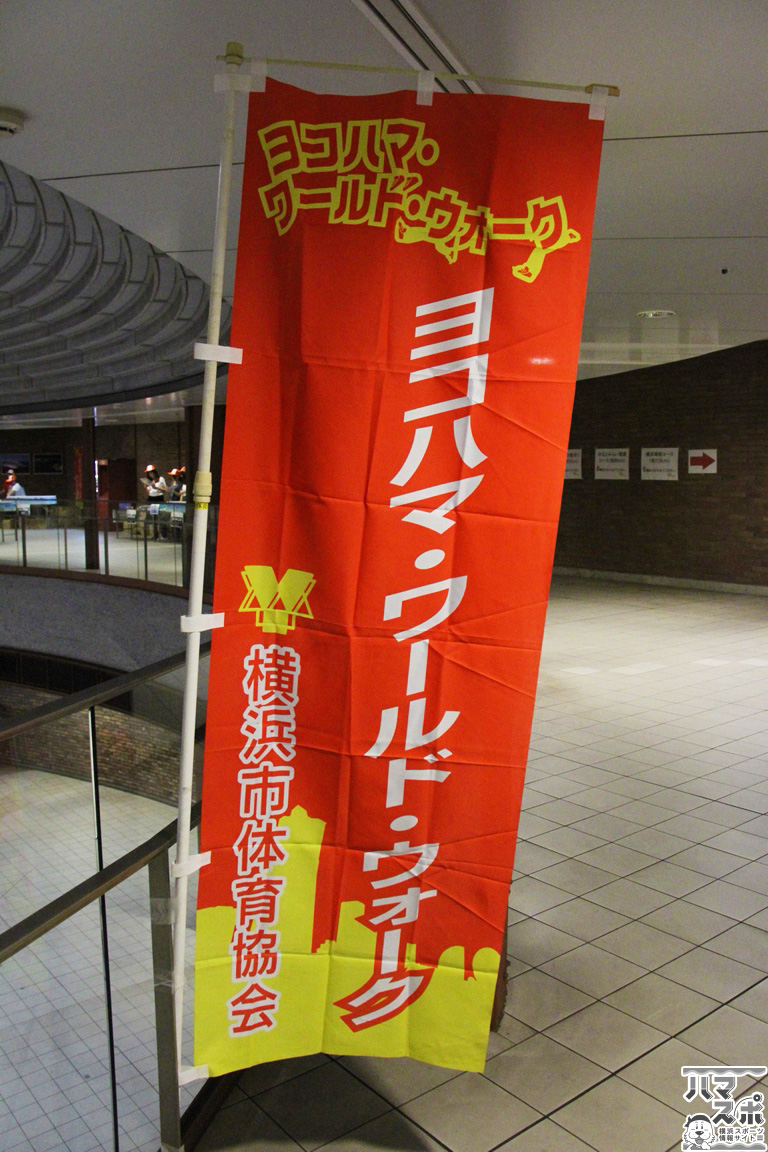 ヨコハマ・
ワールド・ウォーク
ヨコハマ・ワールド・ウォーク
横浜市体育協会
ハマ
スポ
横浜スポーツ
情報サイト